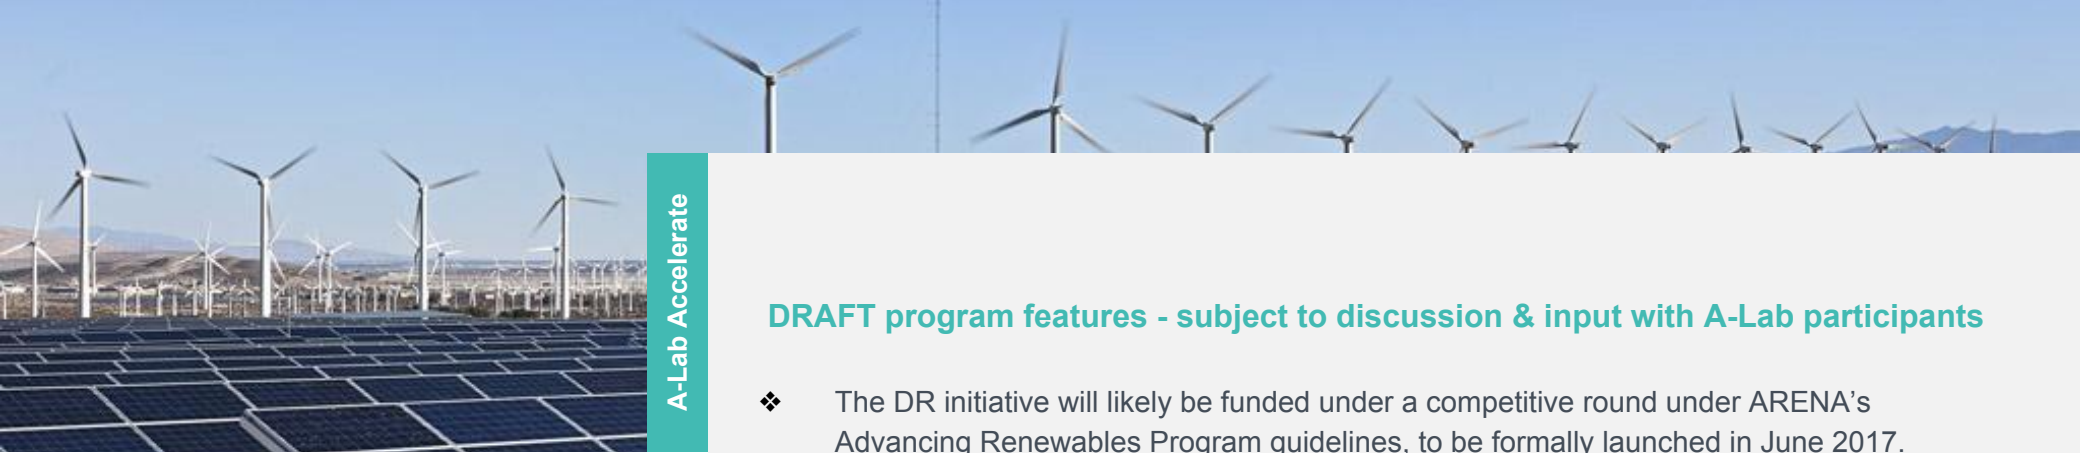 A-Lab Accelerate
DRAFT program features - subject to discussion & input with A-Lab participants
❖ The DR initiative will likely be funded under a competitive round under ARENA’s
Advancing Renewables Program guidelines, to be formally launched in June 2017.